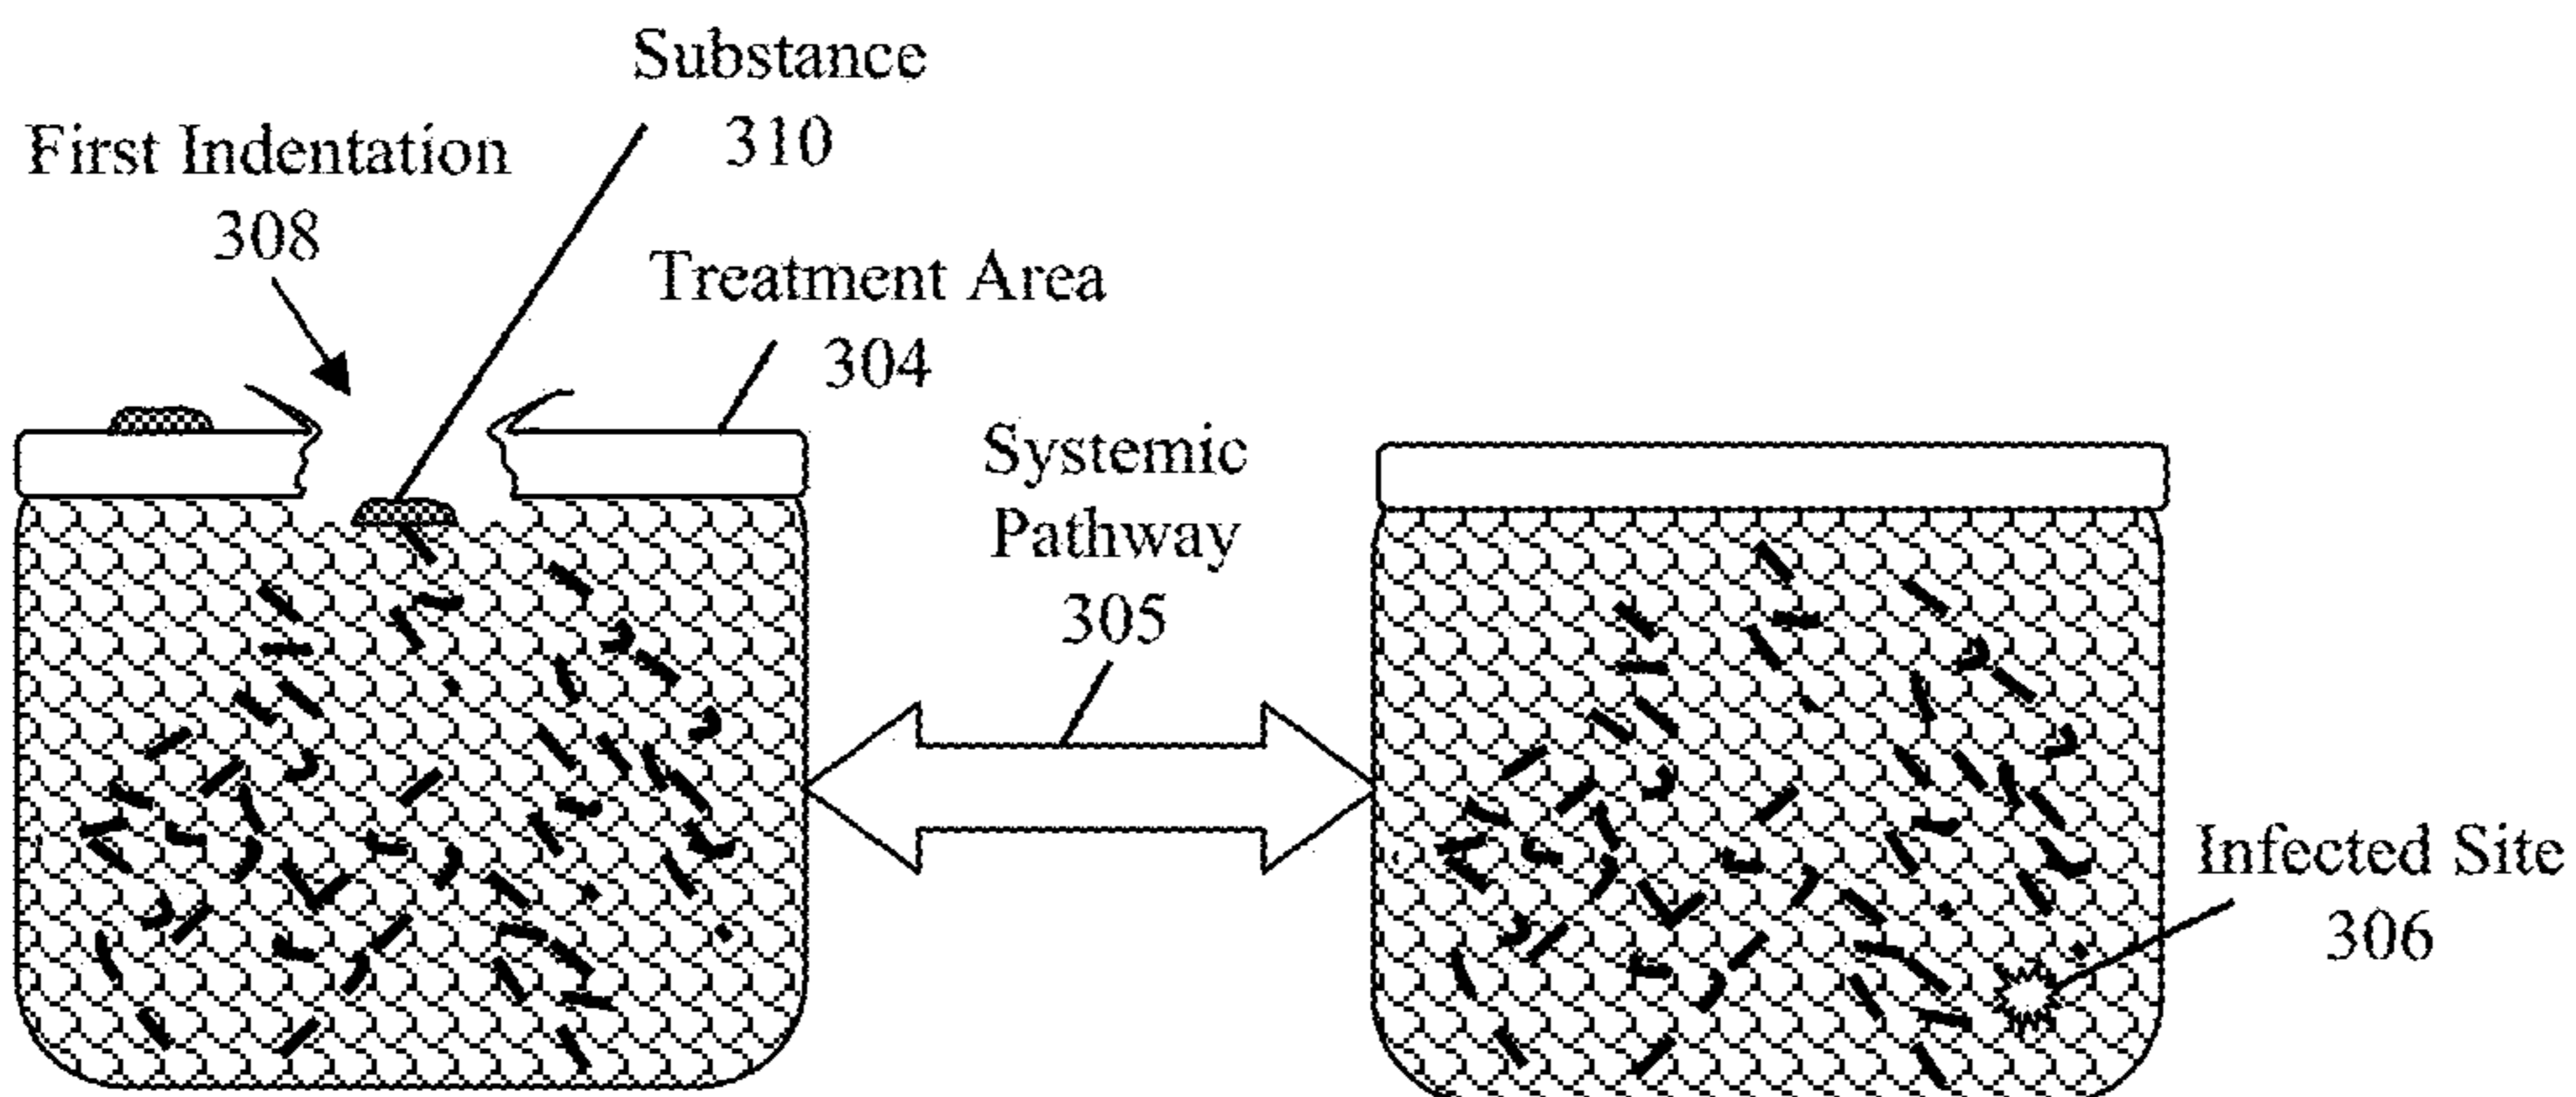 Substance
310
First Indentation
308
Treatment Area
304
Systemic
Pathway
305
Infected Site
306